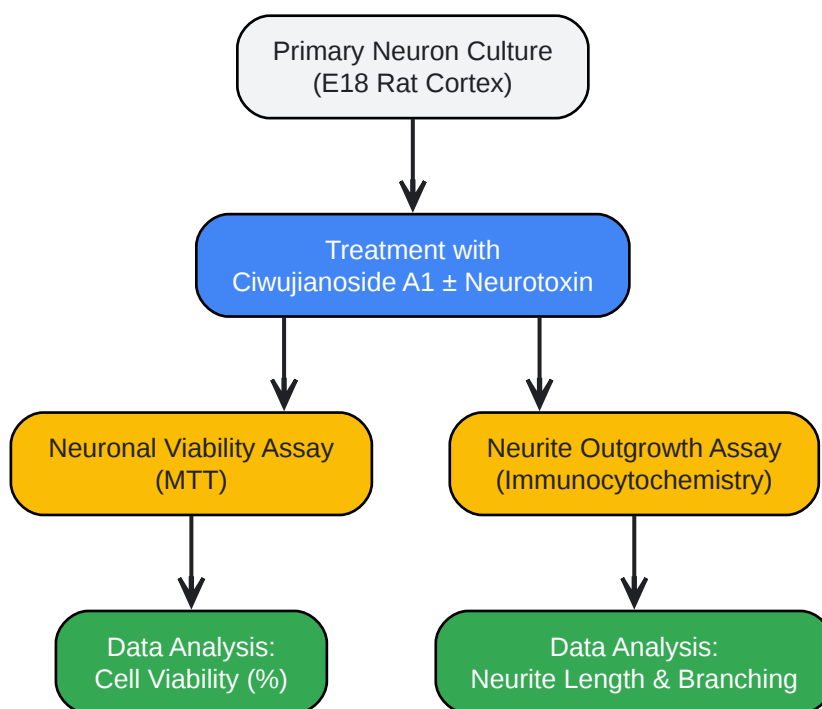 Primary Neuron Culture
(E18 Rat Cortex)
Treatment with
Ciwujianoside A1 ± Neurotoxin
Neuronal Viability Assay
(MTT)
Neurite Outgrowth Assay
(Immunocytochemistry)
Data Analysis:
Cell Viability (%)
Data Analysis:
Neurite Length & Branching